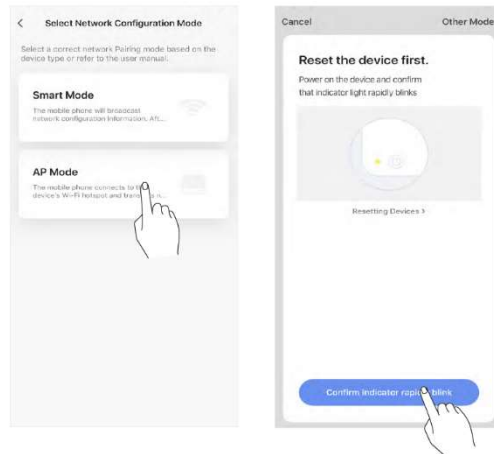 Select Network Configuration Mode
Select a correct network Pairing mode based on the
device type or refer to the user manual.
Smart Mode
The mobile phone will broadcast
network configuration information. Aft...
AP Mode
The mobile phone connects to
device's Wi-Fi hotspot and
Cancel
Other Mode
Reset the device first.
Power on the device and confirm
that indicator light rapidly blinks
Resetting Devices >
Confirm indicator blink